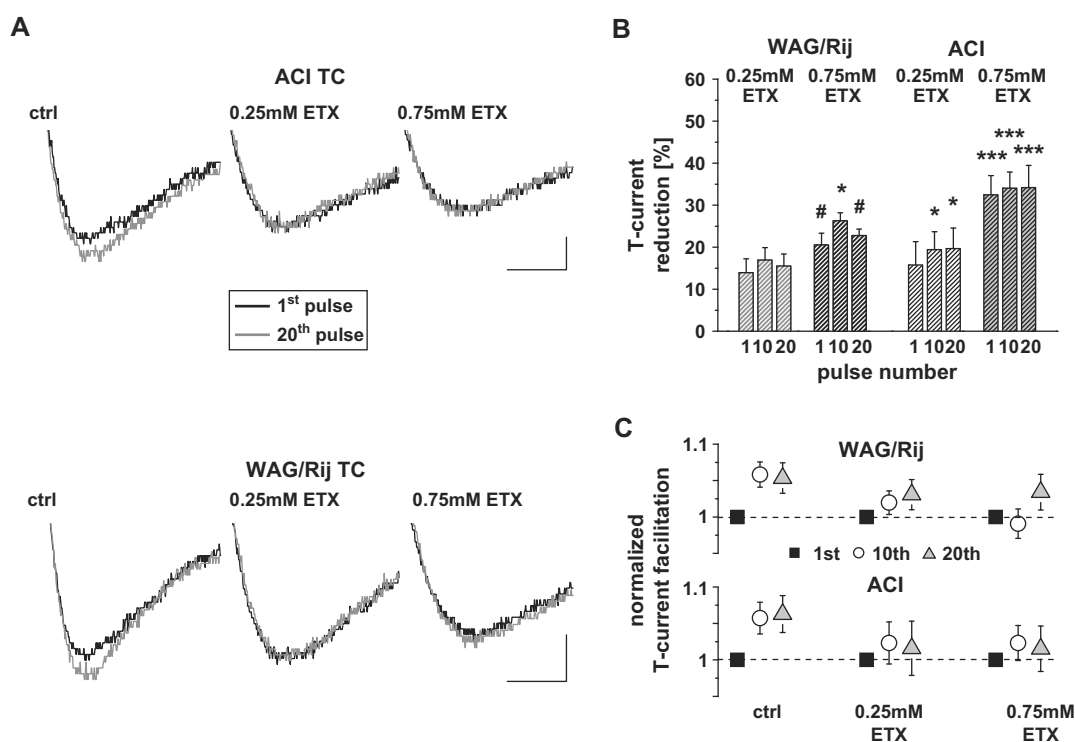 A
ACI TC
ctrl
0.25mM ETX
0.75mM ETX
1st pulse
20th pulse
WAG/Rij TC
ctrl
0.25mM ETX
0.75mM ETX
B
WAG/Rij
ACI
0.25mM ETX
0.75mM ETX
0.25mM ETX
0.75mM ETX
60
50
40
30
20
10
0
T-current reduction [%]
# * #
* *
*** *** ***
1 10 20
1 10 20
1 10 20
1 10 20
pulse number
C
1.1
WAG/Rij
1
1st
10th
20th
ACI
1.1
1
normalized T-current facilitation
ctrl
0.25mM ETX
0.75mM ETX